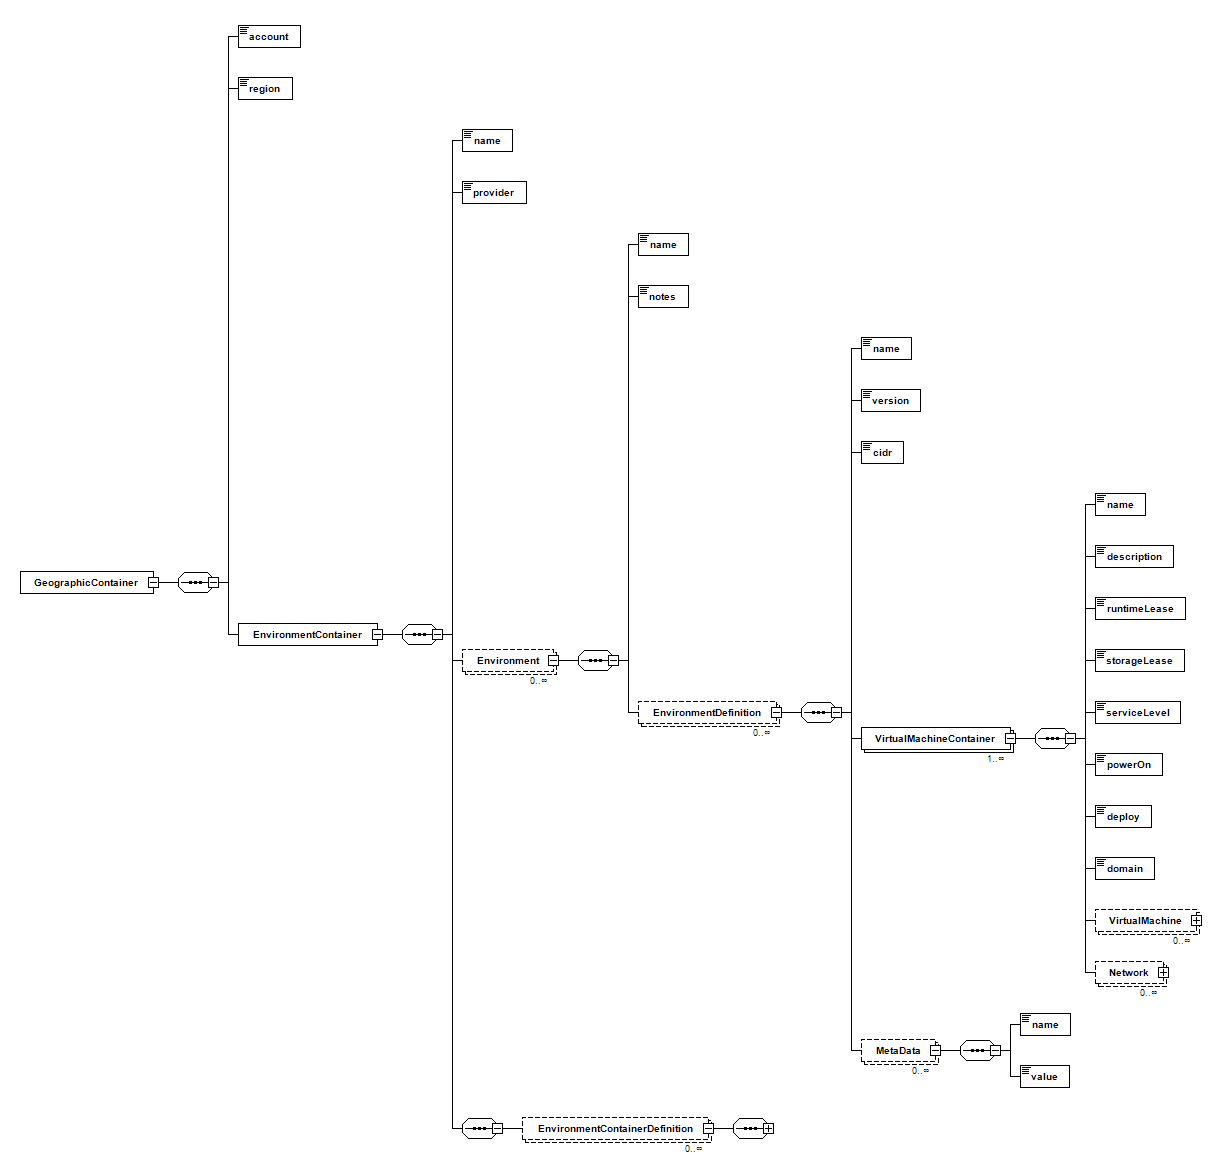 account
region
name
provider
name
notes
name
version
cidr
name
description
GeographicContainer
runtimeLease
EnvironmentContainer
Environment
0..∞
storageLease
EnvironmentDefinition
0..∞
serviceLevel
VirtualMachineContainer
1..∞
powerOn
deploy
domain
VirtualMachine
0..∞
Network
0..∞
name
MetaData
0..∞
value
EnvironmentContainerDefinition
0..∞